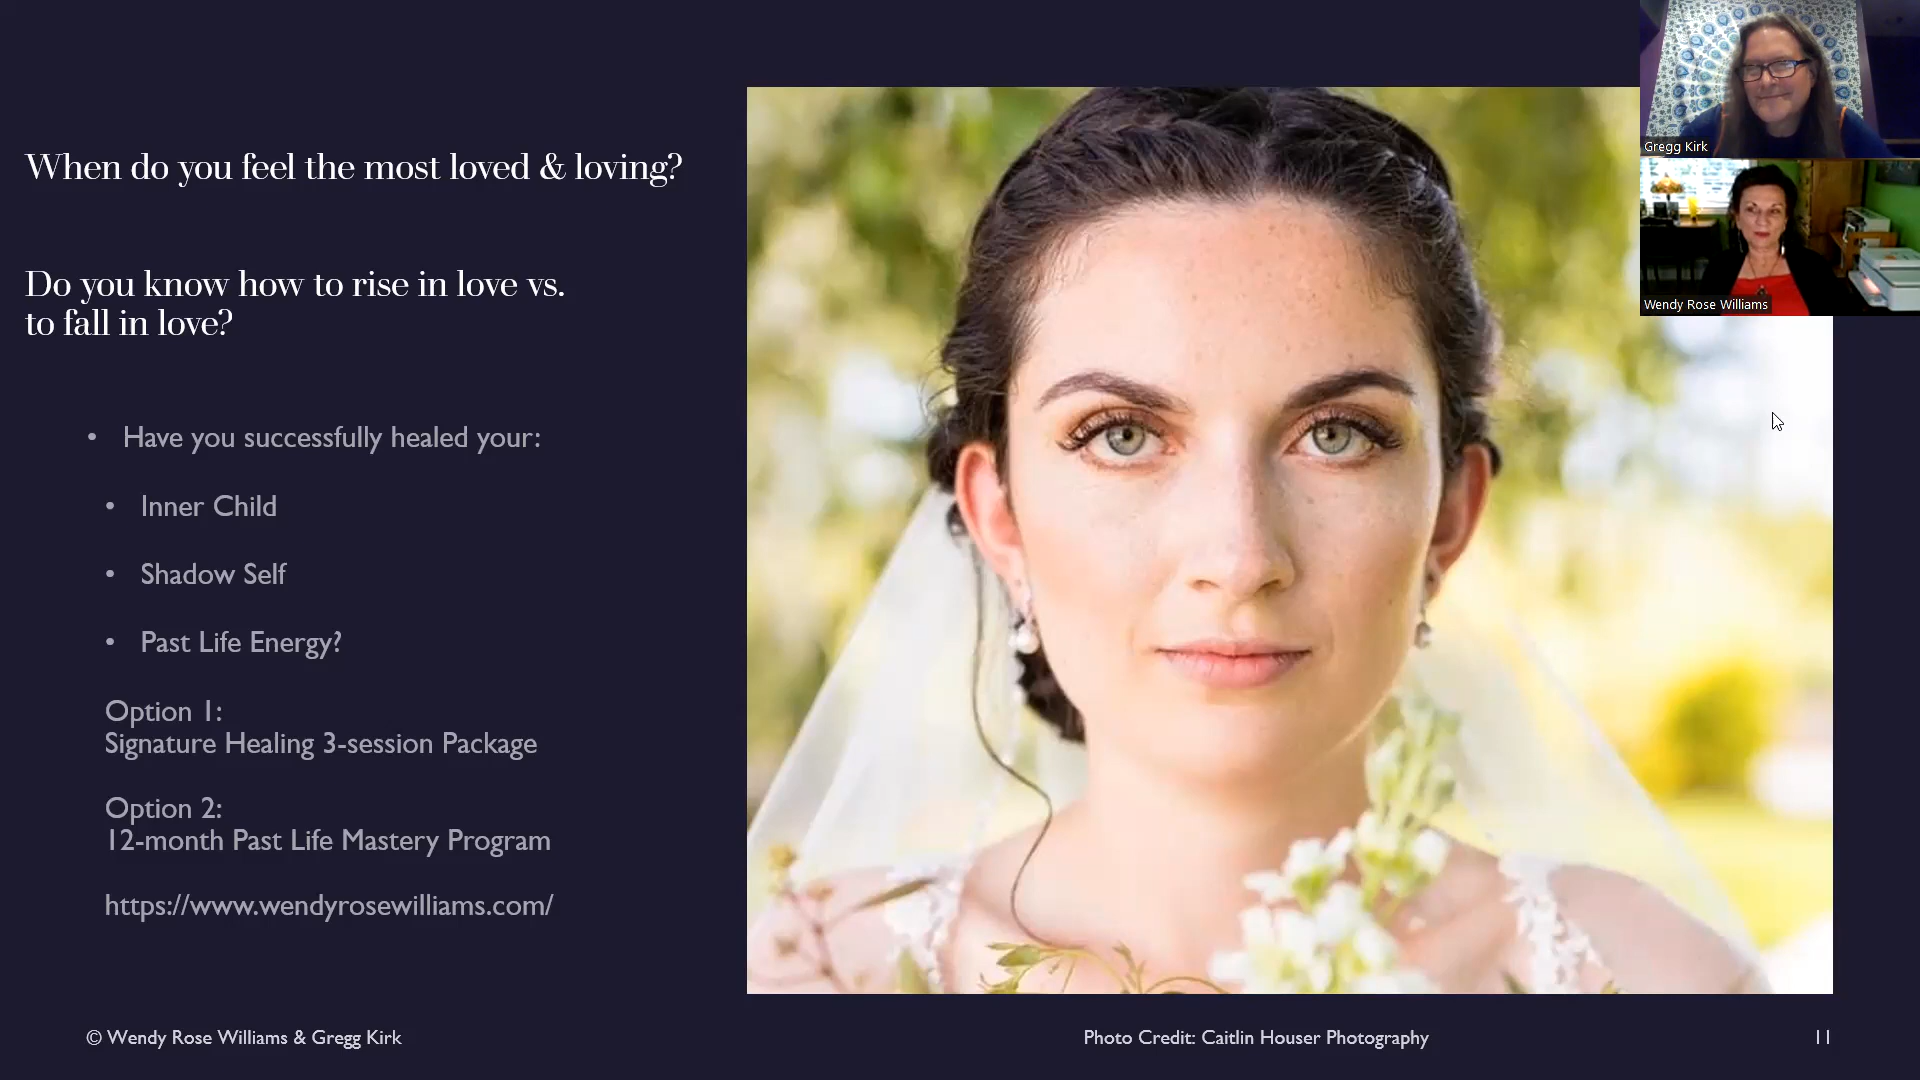 When do you feel the most loved & loving?
Do you know how to rise in love vs.
to fall in love?
• Have you successfully healed your:
• Inner Child
• Shadow Self
• Past Life Energy?
Option 1:
Signature Healing 3-session Package
Option 2:
12-month Past Life Mastery Program
https://www.wendyrosewilliams.com/
© Wendy Rose Williams & Gregg Kirk
Photo Credit: Caitlin Houser Photography
11
Gregg Kirk
Wendy Rose Williams